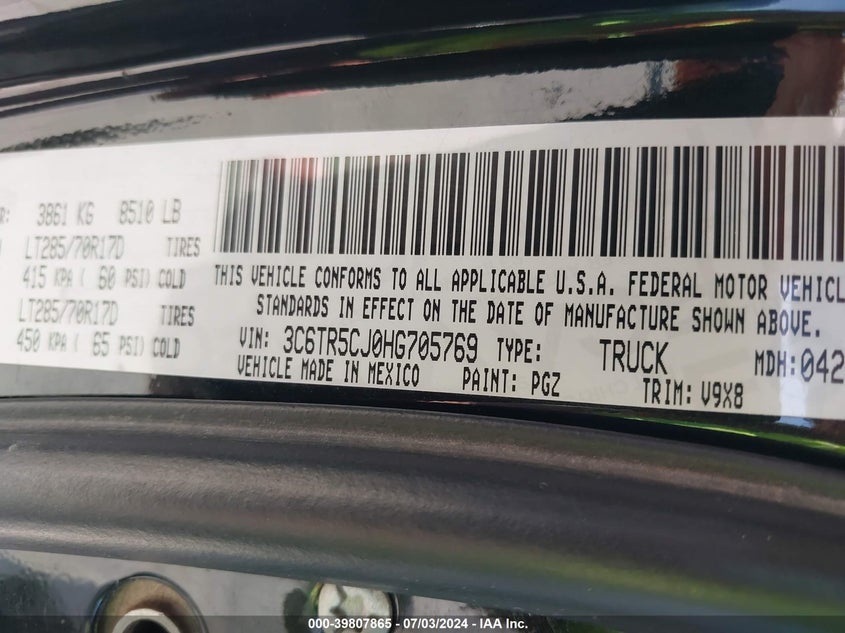 R: 3861 KG 8510 LB
LT285/70R17D TIRES
415 KPA ( 60 PSI) COLD
LT285/70R17D TIRES
450 KPA ( 65 PSI) COLD
THIS VEHICLE CONFORMS TO ALL APPLICABLE U.S.A. FEDERAL MOTOR VEHICL
STANDARDS IN EFFECT ON THE DATE OF MANUFACTURE SHOWN ABOVE.
VIN: 3C6TR5CJ0HG705769 TYPE: TRUCK MDH:042
VEHICLE MADE IN MEXICO PAINT: PGZ TRIM: V9X8
000-39807865 - 07/03/2024 - IAA Inc.